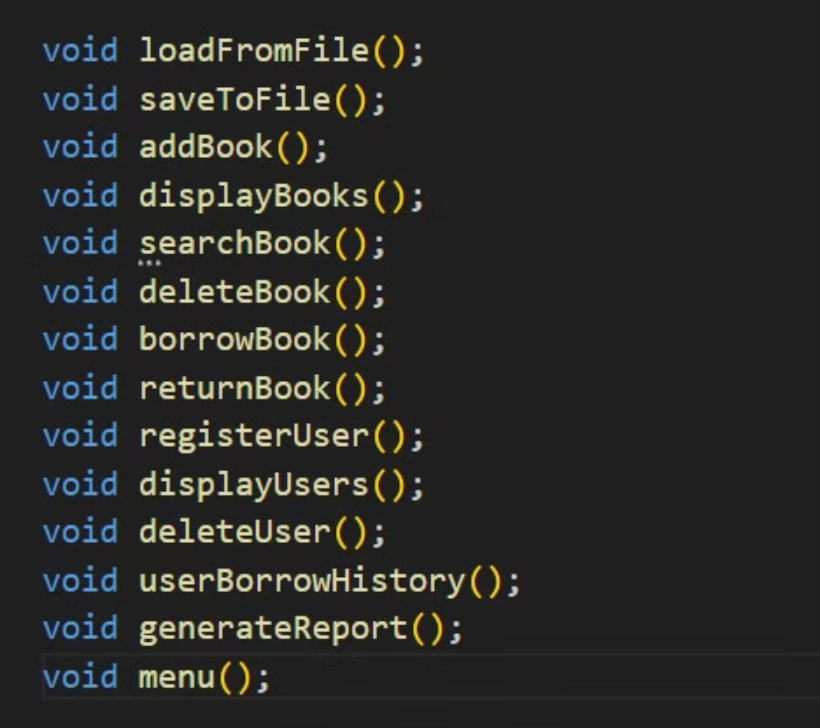 void loadFromFile();
void saveToFile();
void addBook();
void displayBooks();
void searchBook();
void deleteBook();
void borrowBook();
void returnBook();
void registerUser();
void displayUsers();
void deleteUser();
void userBorrowHistory();
void generateReport();
void menu();